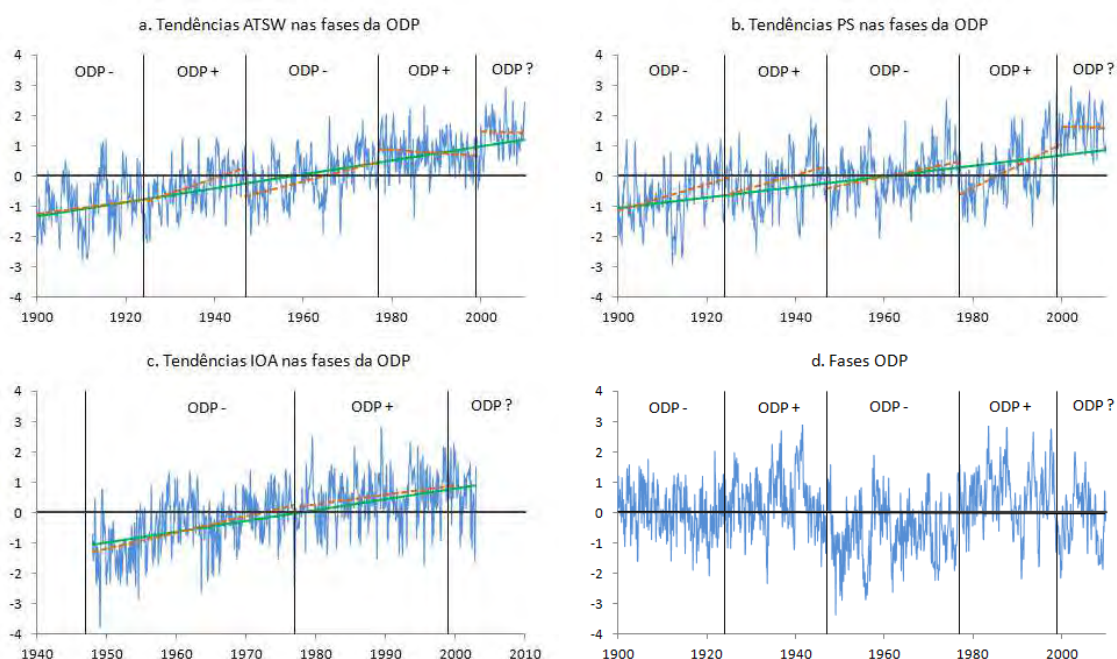 a. Tendências ATSW nas fases da ODP
4
3
2
1
0
-1
-2
-3
-4
ODP -
ODP +
ODP -
ODP +
ODP ?
1900
1920
1940
1960
1980
2000
b. Tendências PS nas fases da ODP
4
3
2
1
0
-1
-2
-3
-4
ODP -
ODP +
ODP -
ODP +
ODP ?
1900
1920
1940
1960
1980
2000
c. Tendências IOA nas fases da ODP
4
3
2
1
0
-1
-2
-3
-4
ODP -
ODP +
ODP ?
1940
1950
1960
1970
1980
1990
2000
2010
d. Fases ODP
4
3
2
1
0
-1
-2
-3
-4
ODP -
ODP +
ODP -
ODP +
ODP ?
1900
1920
1940
1960
1980
2000